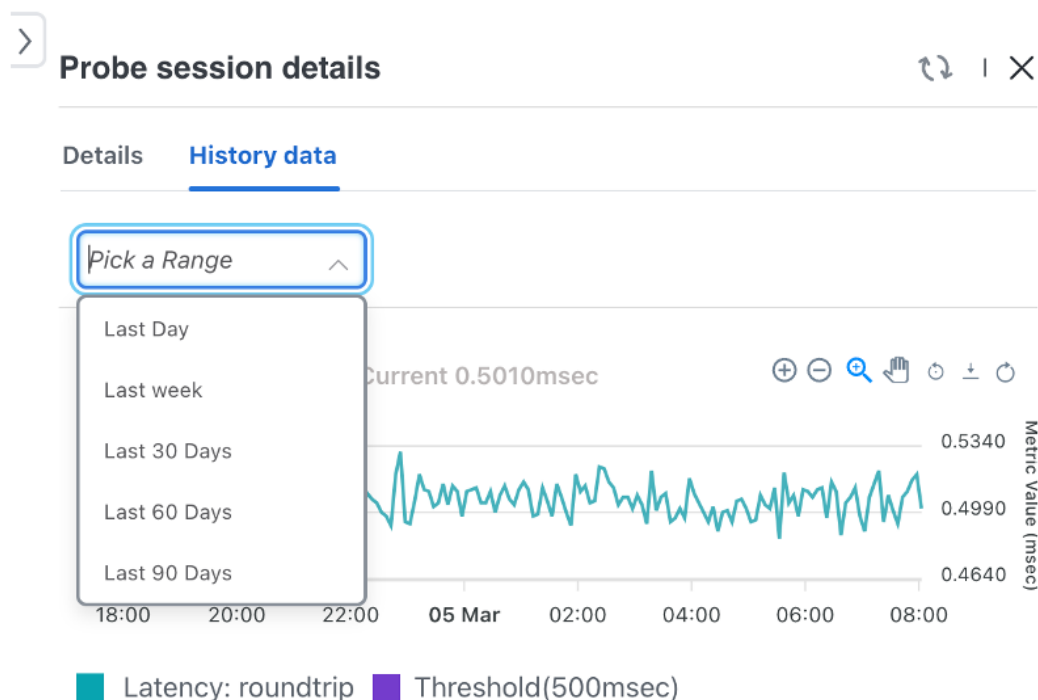 Probe session details
Details
History data
Pick a Range
Last Day
Last week
Last 30 Days
Last 60 Days
Last 90 Days
Current 0.5010msec
0.5340
0.4990
0.4640
Metric Value (msec)
18:00 20:00 22:00 05 Mar 02:00 04:00 06:00 08:00
Latency: roundtrip Threshold(500msec)